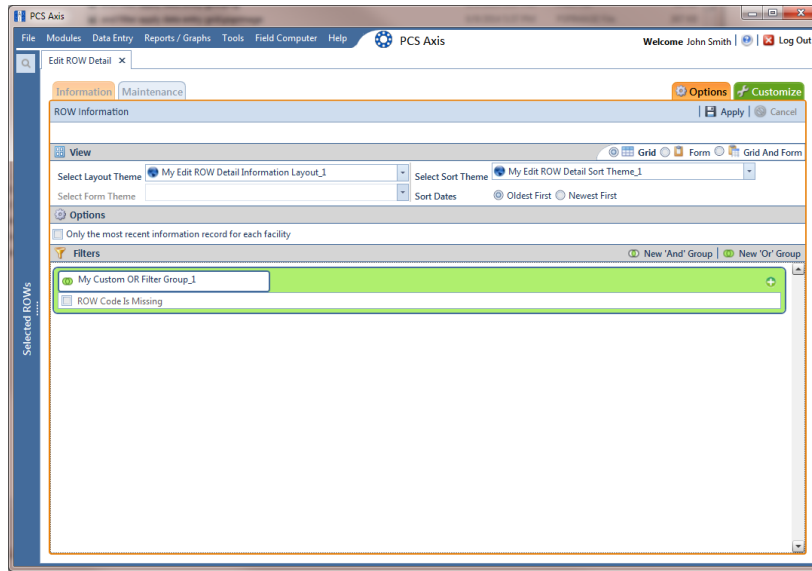 PCS Axis
File Modules Data Entry Reports / Graphs Tools Field Computer Help PCS Axis Welcome John Smith Log Out
Edit ROW Detail
Information Maintenance Options Customize
ROW Information Apply Cancel
View Grid Form Grid And Form
Select Layout Theme My Edit ROW Detail Information Layout_1 Select Sort Theme My Edit ROW Detail Sort Theme_1
Select Form Theme Sort Dates Oldest First Newest First
Options
Only the most recent information record for each facility
Filters New 'And' Group New 'Or' Group
My Custom OR Filter Group_1
ROW Code Is Missing
Selected ROWs